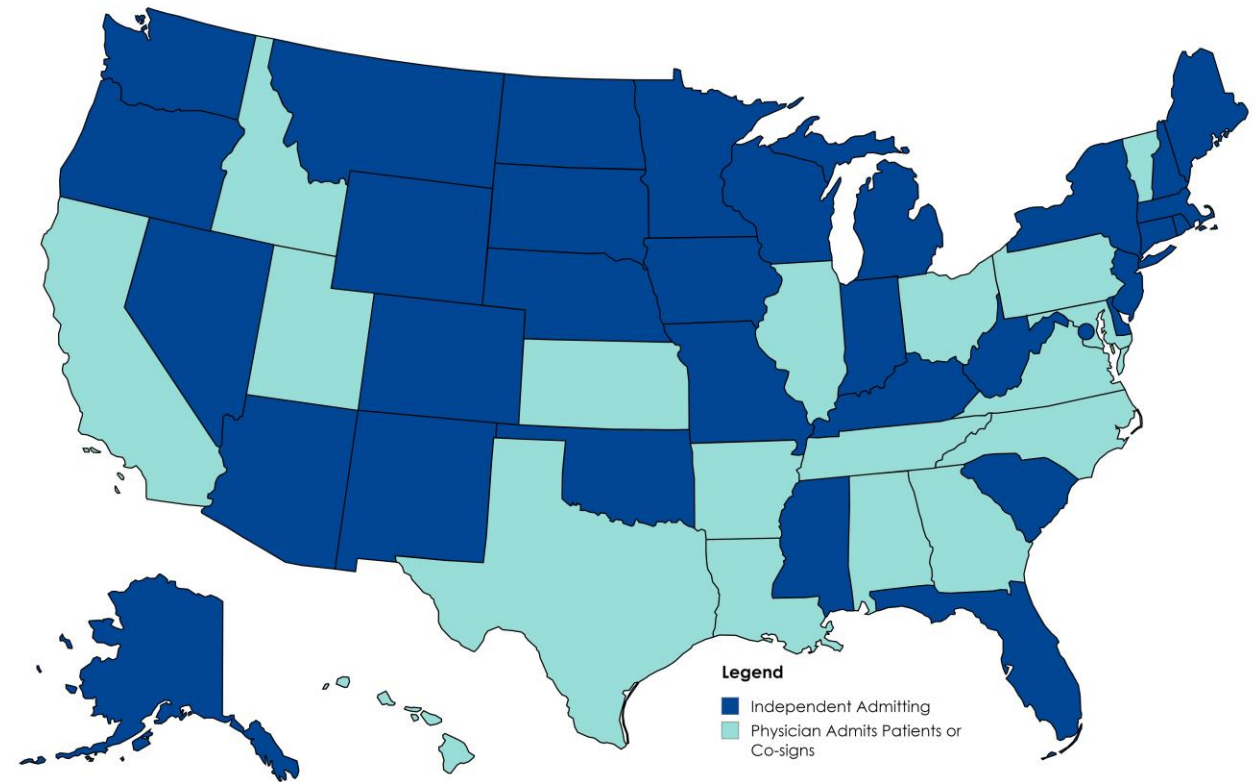 Legend
Independent Admitting
Physician Admits Patients or
Co-signs